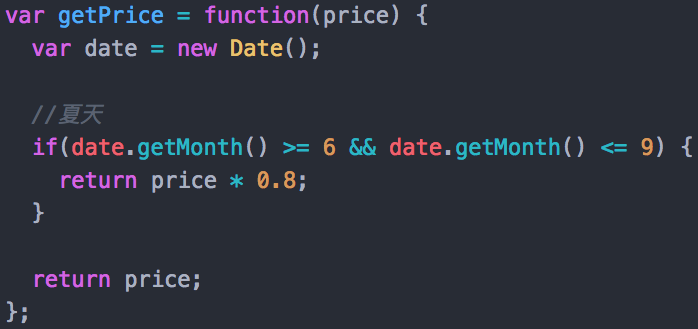 var getPrice = function(price) {
  var date = new Date();

  //夏天
  if(date.getMonth() >= 6 && date.getMonth() <= 9) {
    return price * 0.8;
  }

  return price;
};